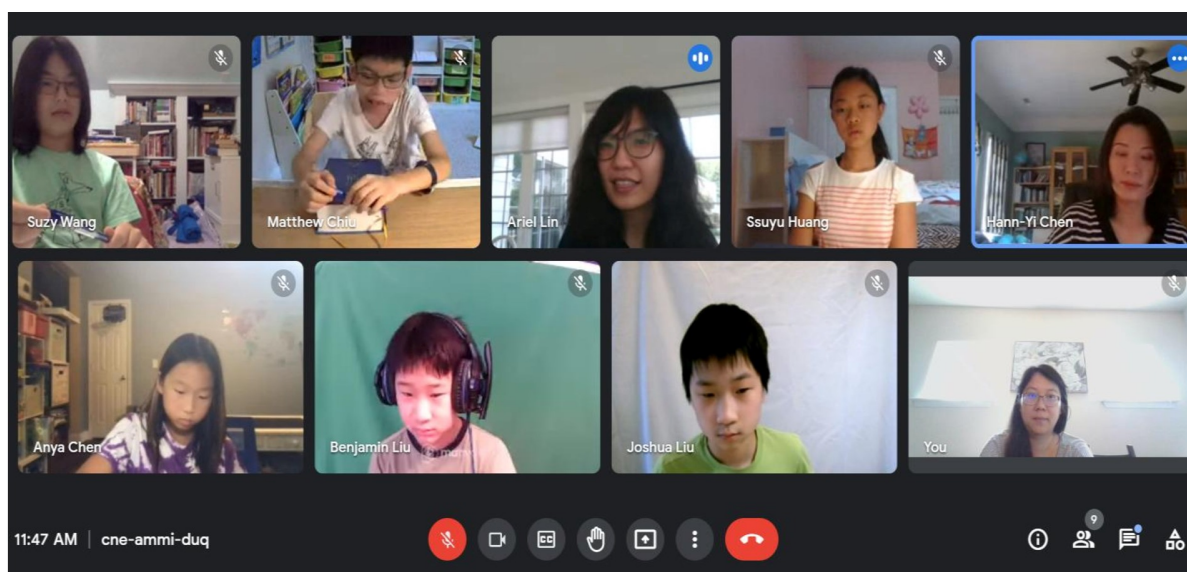 Suzy Wang
Matthew Chiu
Ariel Lin
Ssuyu Huang
Hann-Yi Chen
Anya Chen
Benjamin Liu
Joshua Liu
You
11:47 AM | cne-ammi-duq
CC
9